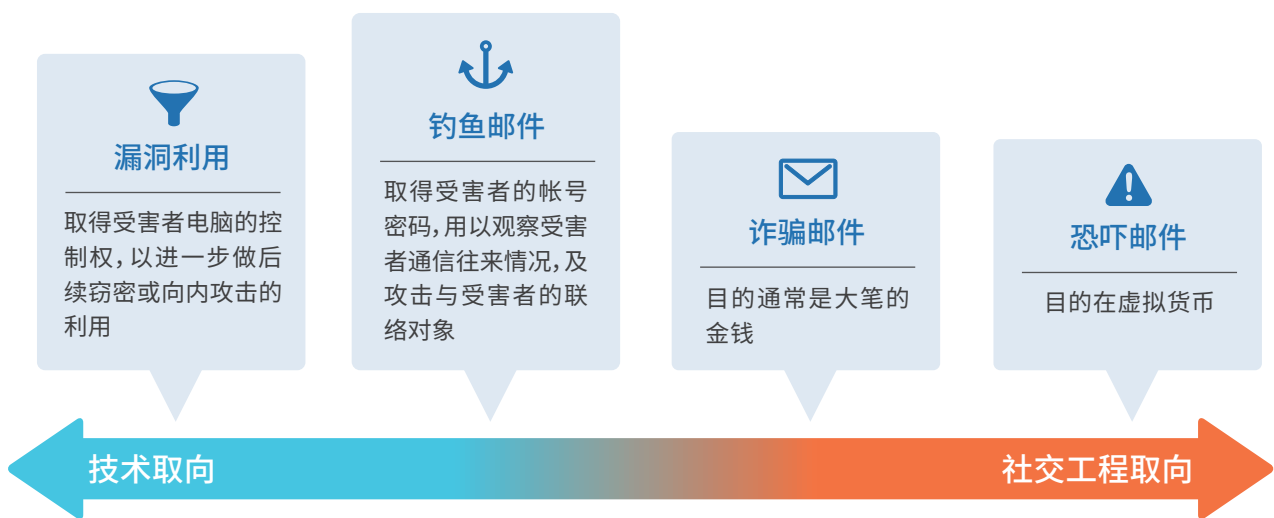 漏洞利用
取得受害者电脑的控
制权,以进一步做后
续窃密或向内攻击的
利用
钓鱼邮件
取得受害者的帐号
密码,用以观察受害
者通信往来情况,及
攻击与受害者的联
络对象
诈骗邮件
目的通常是大笔的
金钱
恐吓邮件
目的在虚拟货币
技术取向
社交工程取向